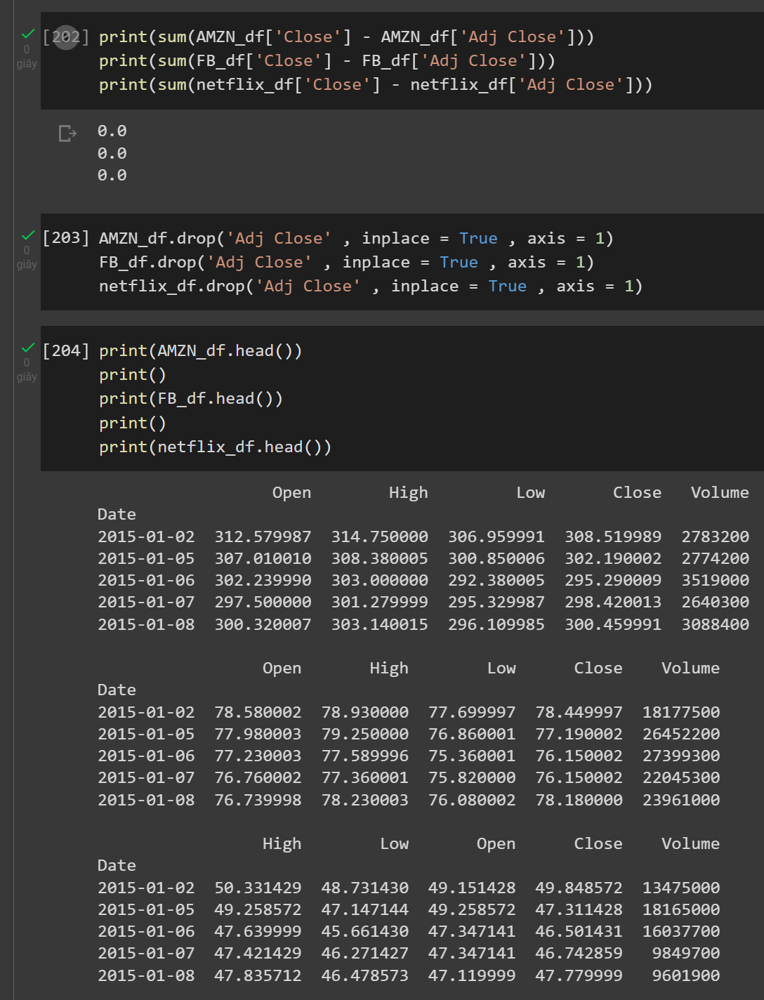 [202] print(sum(AMZN_df['Close'] - AMZN_df['Adj Close']))
0
giây
print(sum(FB_df['Close'] - FB_df['Adj Close']))
print(sum(netflix_df['Close'] - netflix_df['Adj Close']))
0.0
0.0
0.0
[203] AMZN_df.drop('Adj Close' , inplace = True , axis = 1)
0
giây
FB_df.drop('Adj Close' , inplace = True , axis = 1)
netflix_df.drop('Adj Close' , inplace = True , axis = 1)
[204] print(AMZN_df.head())
0
giây
print()
print(FB_df.head())
print()
print(netflix_df.head())
Open High Low Close Volume
Date
2015-01-02 312.579987 314.750000 306.959991 308.519989 2783200
2015-01-05 307.010010 308.380005 300.850006 302.190002 2774200
2015-01-06 302.239990 303.000000 292.380005 295.290009 3519000
2015-01-07 297.500000 301.279999 295.329987 298.420013 2640300
2015-01-08 300.320007 303.140015 296.109985 300.459991 3088400
Open High Low Close Volume
Date
2015-01-02 78.580002 78.930000 77.699997 78.449997 18177500
2015-01-05 77.980003 79.250000 76.860001 77.190002 26452200
2015-01-06 77.230003 77.589996 75.360001 76.150002 27399300
2015-01-07 76.760002 77.360001 75.820000 76.150002 22045300
2015-01-08 76.739998 78.230003 76.080002 78.180000 23961000
High Low Open Close Volume
Date
2015-01-02 50.331429 48.731430 49.151428 49.848572 13475000
2015-01-05 49.258572 47.147144 49.258572 47.311428 18165000
2015-01-06 47.639999 45.661430 47.347141 46.501431 16037700
2015-01-07 47.421429 46.271427 47.347141 46.742859 9849700
2015-01-08 47.835712 46.478573 47.119999 47.779999 9601900